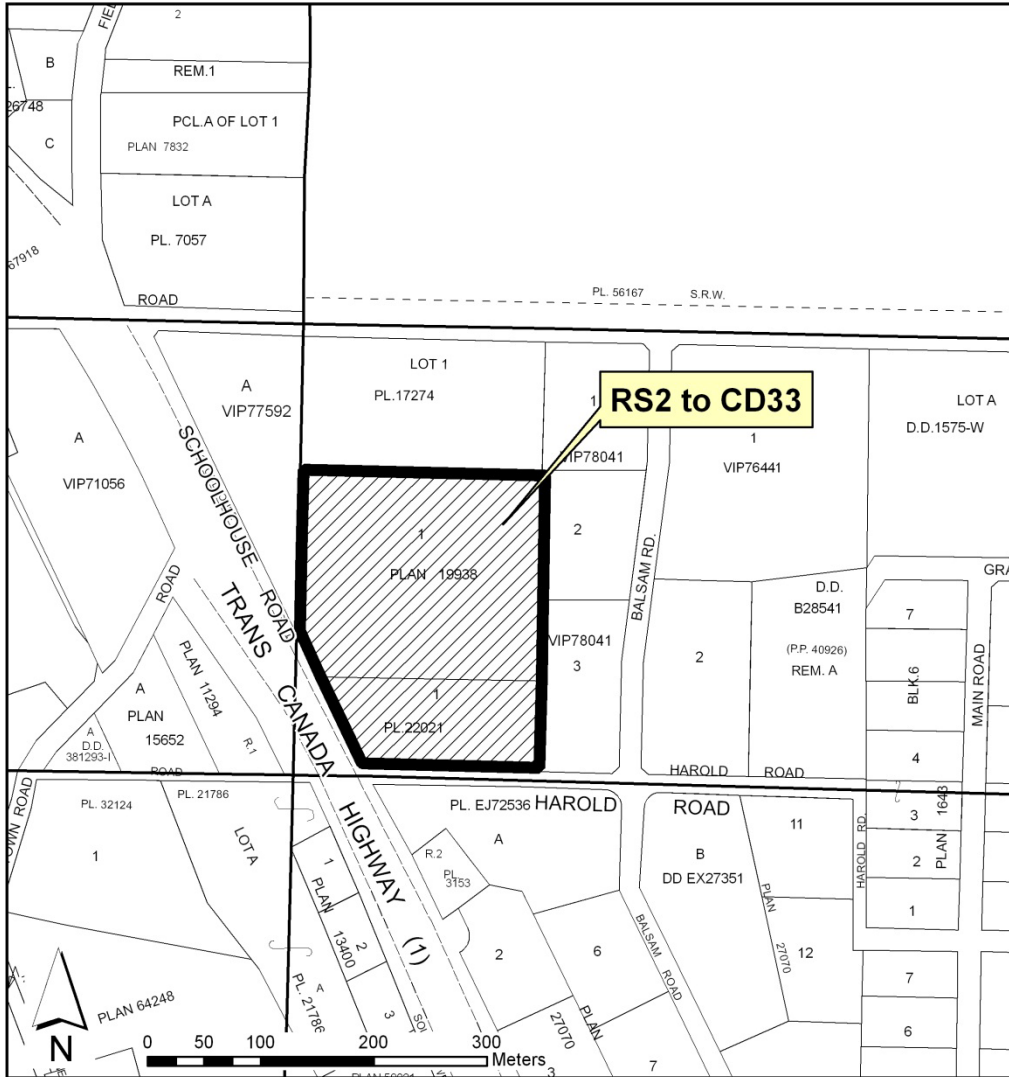 2
B
REM.1
26748
PCL.A OF LOT 1
C
PLAN 7832
LOT A
PL. 7057
67918
ROAD
PL. 56167 S.R.W.
LOT 1
PL.17274
A
VIP77592
RS2 to CD33
1
VIP78041
1
VIP76441
LOT A
D.D.1575-W
A
VIP71056
SCHOOLHOUSE ROAD
2
1
PLAN 19938
BALSAM RD.
ROAD
TRANS CANADA HIGHWAY (1)
D.D.
B28541
(P.P. 40926)
REM. A
7
BLK.6
MAIN ROAD
VIP78041
3
2
PLAN 11294
R.1
A
PLAN
15652
A
D.D.
381293-I
1
PL.22021
4
ROAD
HAROLD ROAD
PL. 32124
PL. 21786
PL. EJ72536
HAROLD ROAD
HAROLD RD.
3
PLAN 1643
2
1
1
LOT A
1
PLAN
13400
2
3
R.2
PL.
3153
A
B
DD EX27351
11
PLAN
27070
12
2
6
BALSAM ROAD
7
6
A
PL. 21786
PLAN 64248
PLAN
27070
3
7
N
0 50 100 200 300
Meters